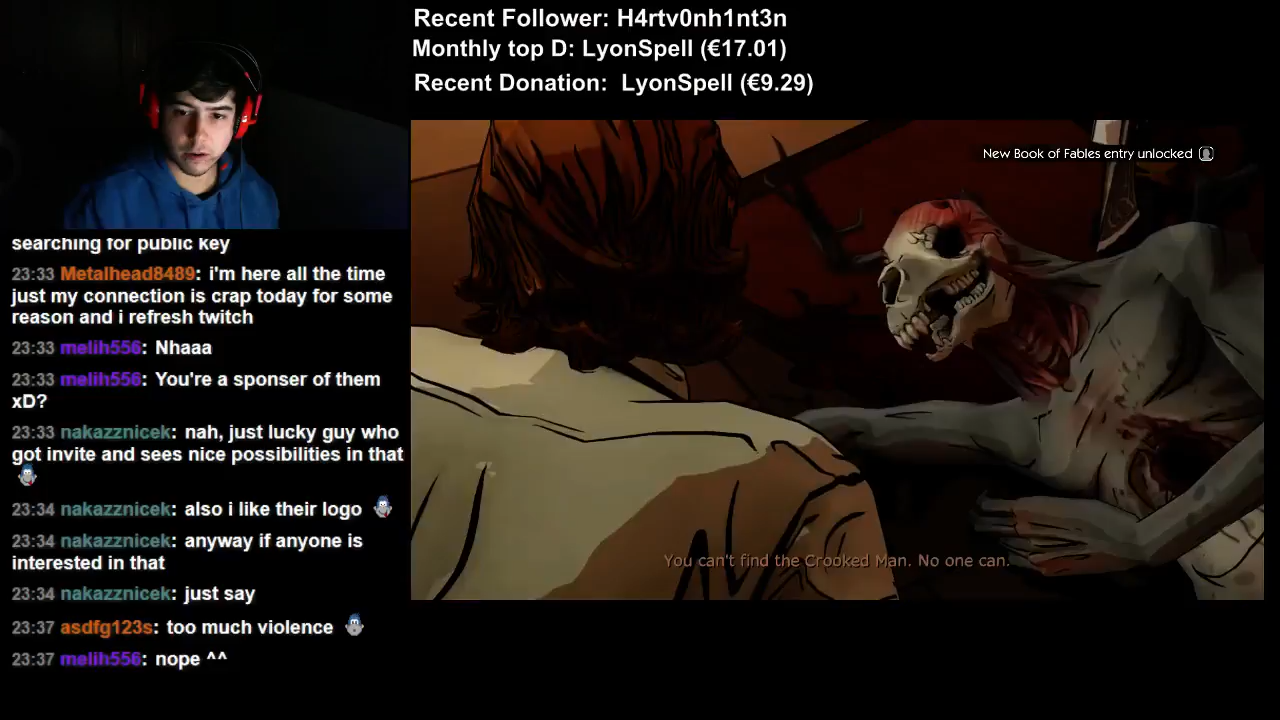 Recent Follower: H4rtv0nh1nt3n
Monthly top D: LyonSpell (€17.01)
Recent Donation: LyonSpell (€9.29)
New Book of Fables entry unlocked
searching for public key
23:33 Metalhead8489: i'm here all the time
just my connection is crap today for some
reason and i refresh twitch
23:33 melih556: Nhaaa
23:33 melih556: You're a sponser of them
xD?
23:33 nakazznicek: nah, just lucky guy who
got invite and sees nice possibilities in that
23:34 nakazznicek: also i like their logo
23:34 nakazznicek: anyway if anyone is
interested in that
23:34 nakazznicek: just say
23:37 asdfg123s: too much violence
23:37 melih556: nope ^^
You can't find the Crooked Man. No one can.